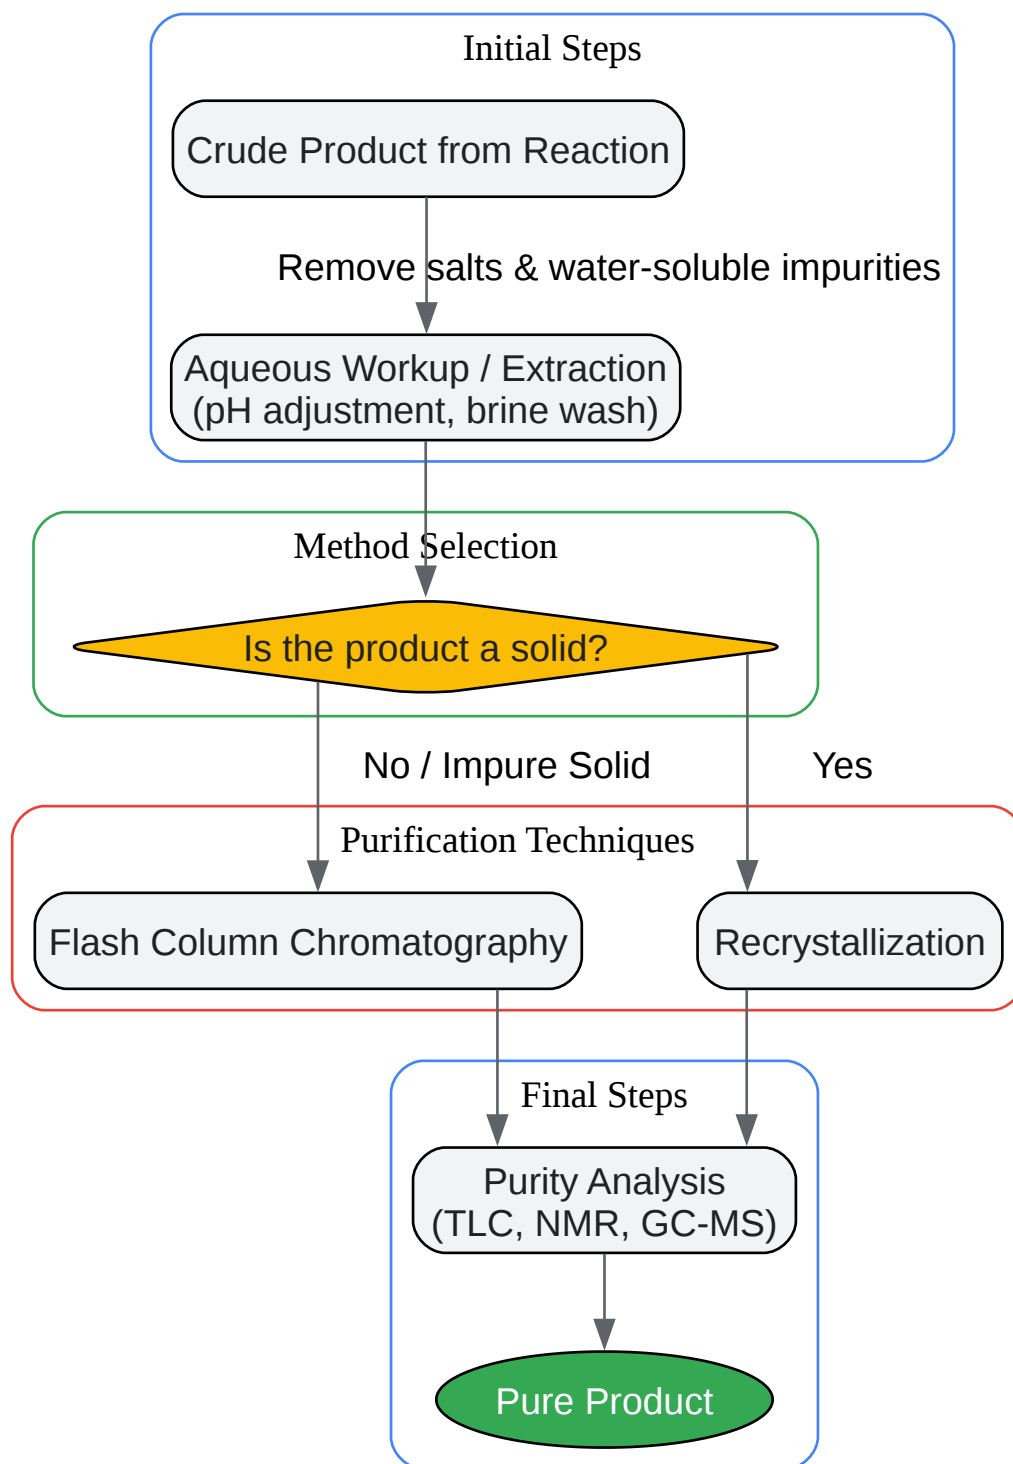 Initial Steps
Crude Product from Reaction
Remove salts & water-soluble impurities
Aqueous Workup / Extraction
(pH adjustment, brine wash)
Method Selection
Is the product a solid?
No / Impure Solid
Yes
Purification Techniques
Flash Column Chromatography
Recrystallization
Final Steps
Purity Analysis
(TLC, NMR, GC-MS)
Pure Product